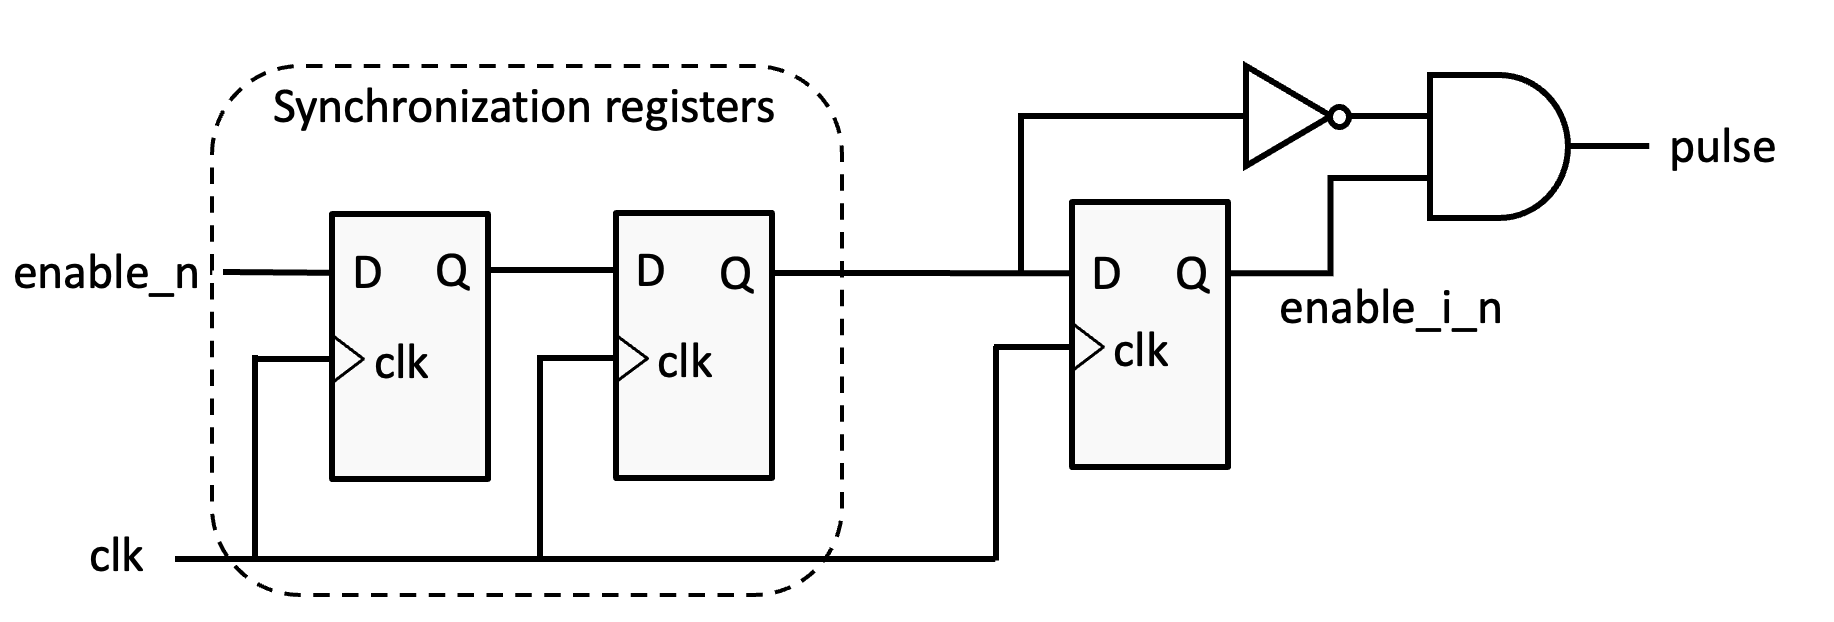 Synchronization registers
pulse
enable_n
D Q
D Q
D Q
enable_i_n
clk
clk
clk
clk